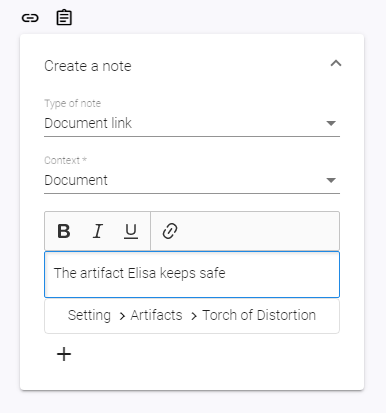 Create a note
Type of note
Document link
Context *
Document
B I U
The artifact Elisa keeps safe
Setting > Artifacts > Torch of Distortion
+